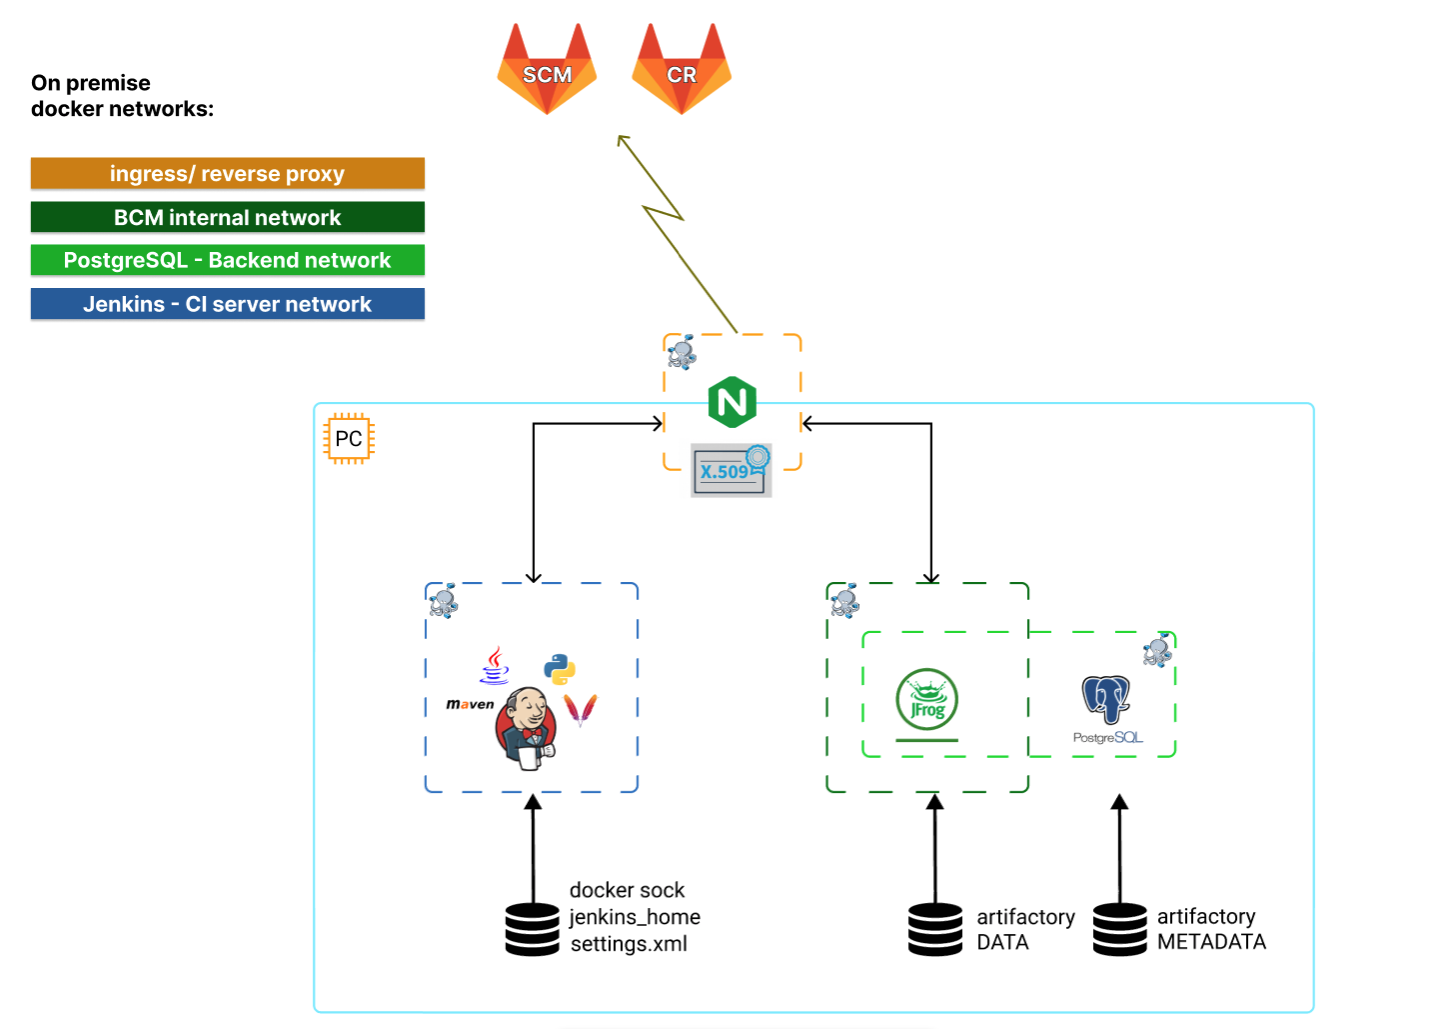 SCM
CR
On premise
docker networks:
ingress/ reverse proxy
BCM internal network
PostgreSQL - Backend network
Jenkins - CI server network
N
PC
X.509
maven
JFrog
PostgreSQL
docker sock
jenkins_home
settings.xml
artifactory
DATA
artifactory
METADATA